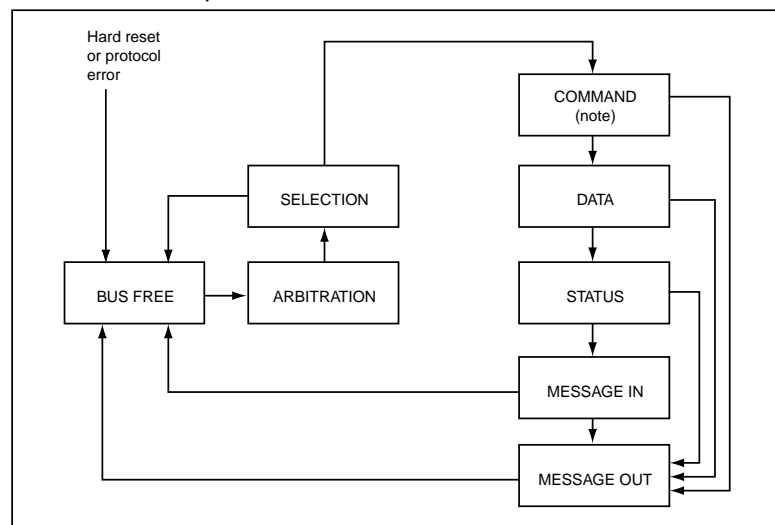 Hard reset
or protocol
error
COMMAND
(note)
SELECTION
DATA
BUS FREE
ARBITRATION
STATUS
MESSAGE IN
MESSAGE OUT